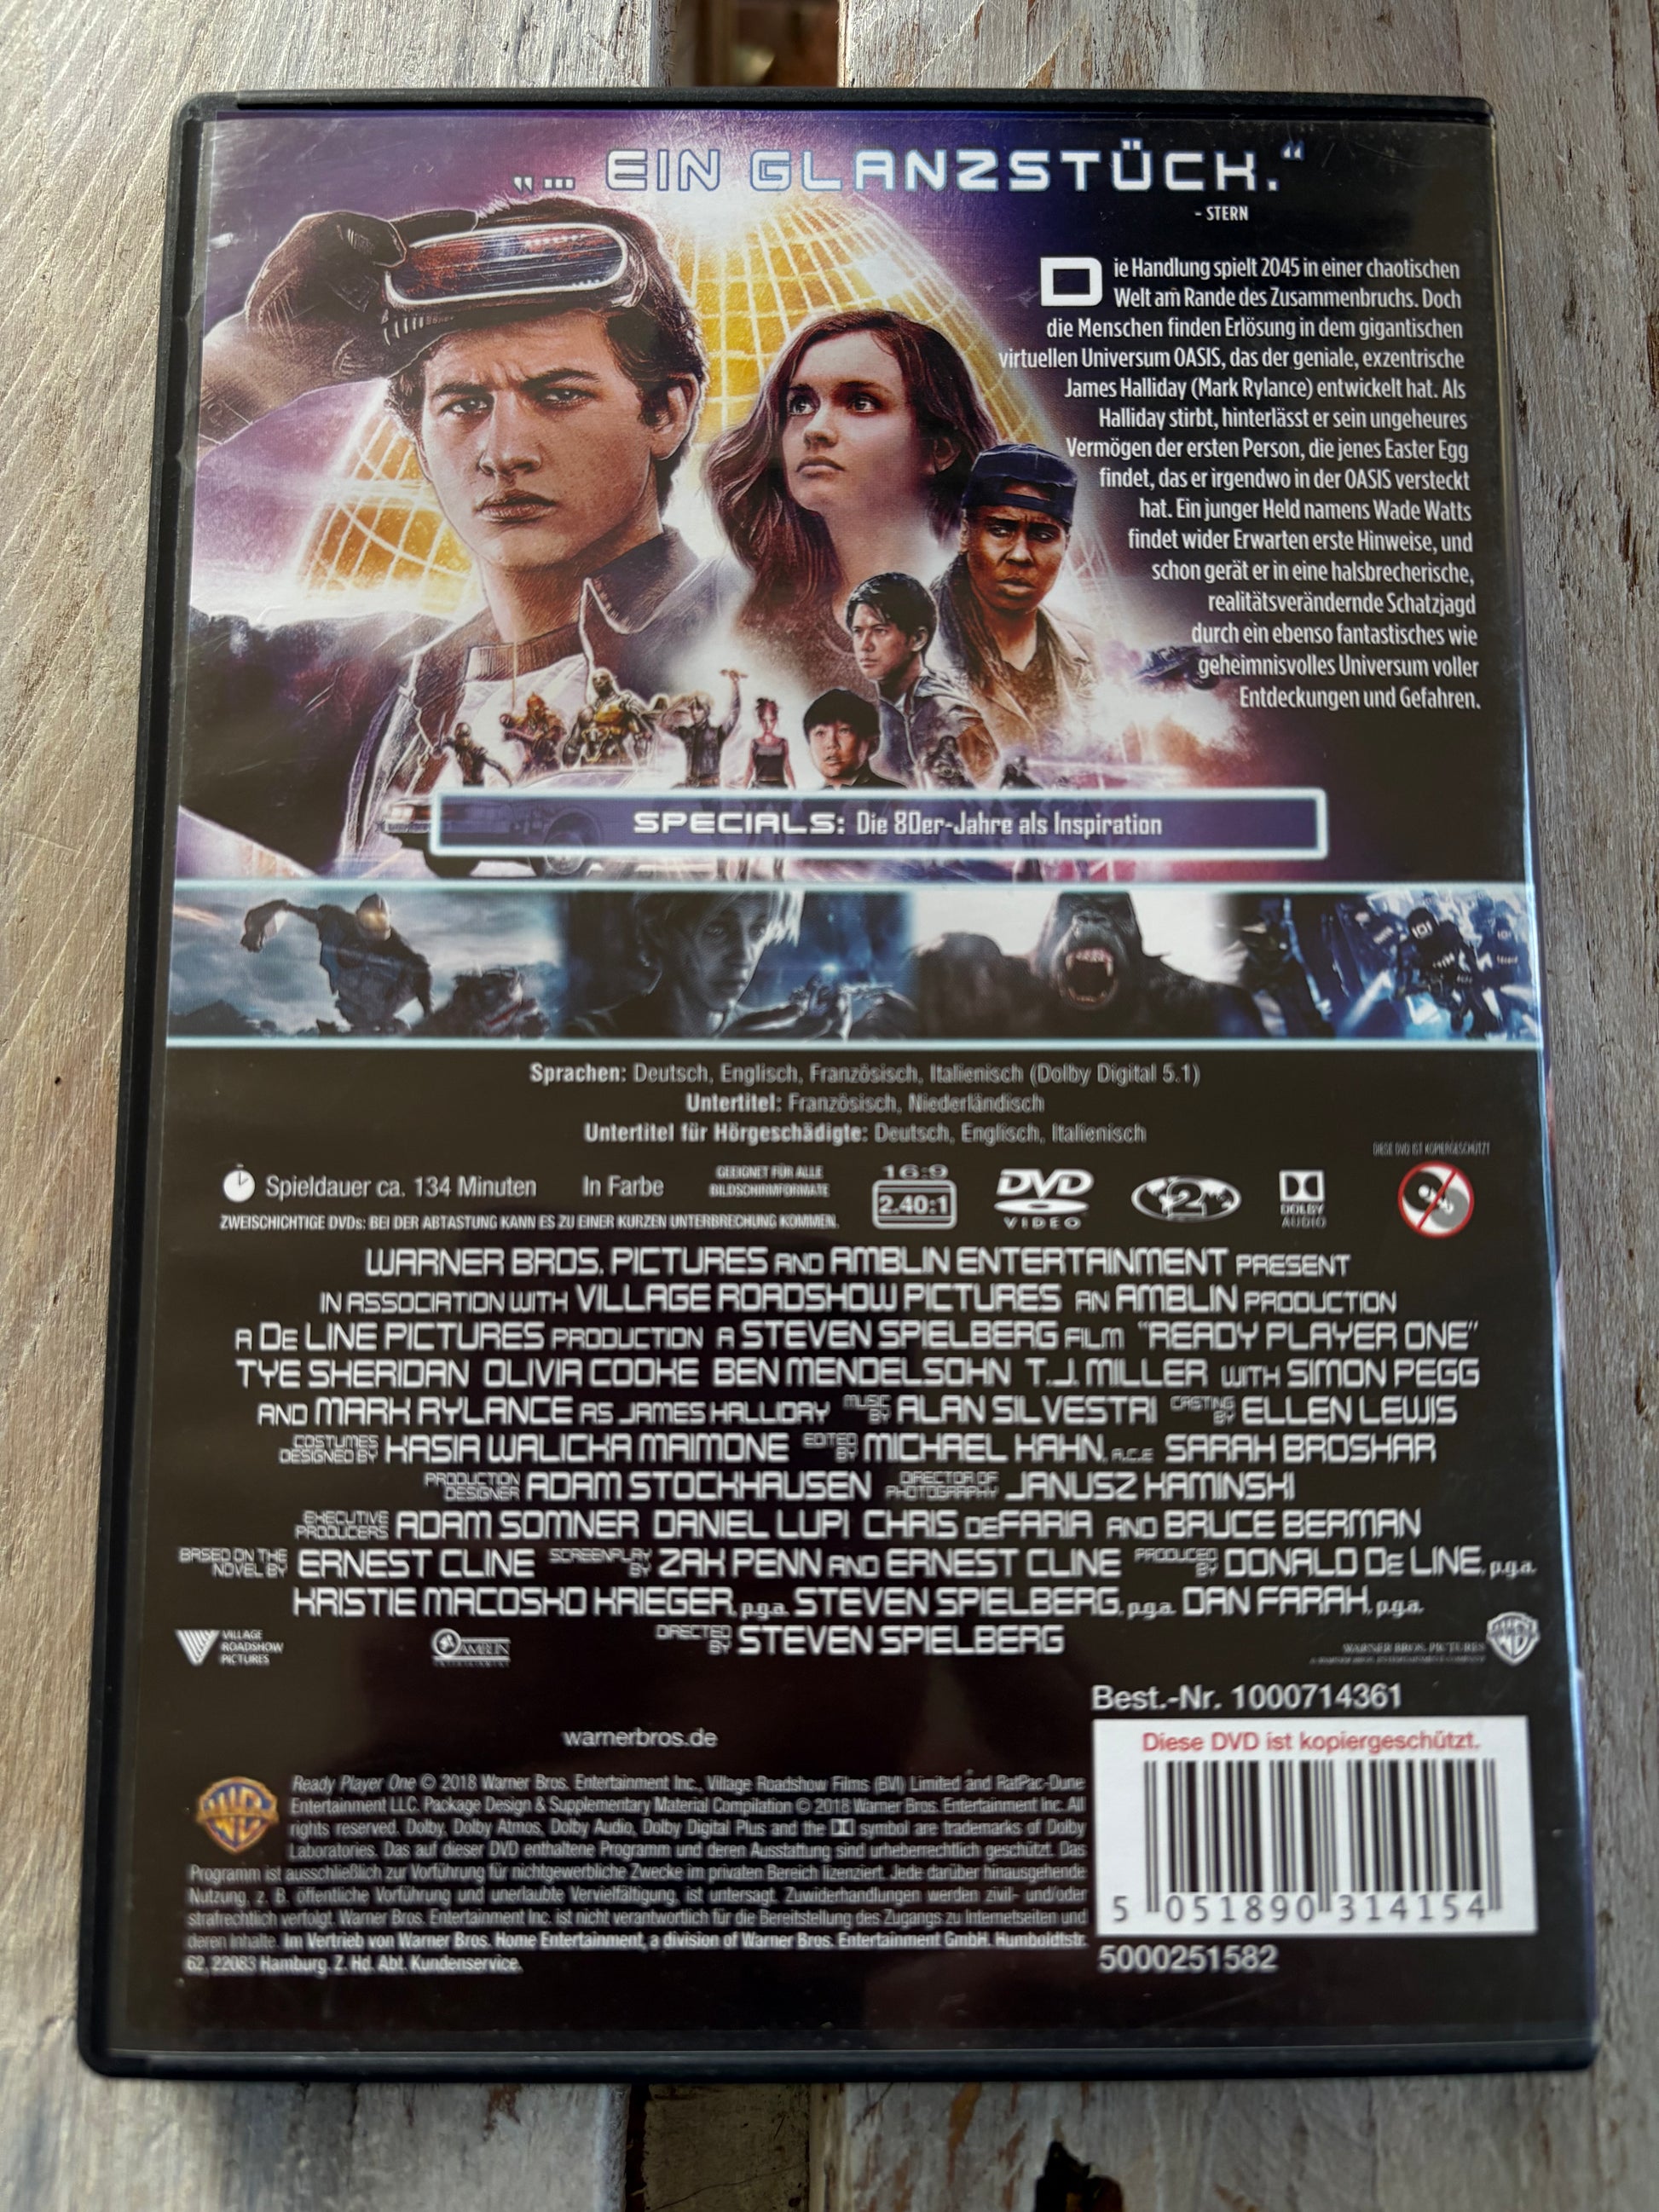 „... EIN GLANZSTÜCK.“
- STERN
Die Handlung spielt 2045 in einer chaotischen
Welt am Rande des Zusammenbruchs. Doch
die Menschen finden Erlösung in dem gigantischen
virtuellen Universum OASIS, das der geniale, exzentrische
James Halliday (Mark Rylance) entwickelt hat. Als
Halliday stirbt, hinterlässt er sein ungeheures
Vermögen der ersten Person, die jenes Easter Egg
findet, das er irgendwo in der OASIS versteckt
hat. Ein junger Held namens Wade Watts
findet wider Erwarten erste Hinweise, und
schon gerät er in eine halsbrecherische,
realitätsverändernde Schatzjagd
durch ein ebenso fantastisches wie
geheimnisvolles Universum voller
Entdeckungen und Gefahren.
SPECIALS: Die 80er-Jahre als Inspiration
IOI
Sprachen: Deutsch, Englisch, Französisch, Italienisch (Dolby Digital 5.1)
Untertitel: Französisch, Niederländisch
Untertitel für Hörgeschädigte: Deutsch, Englisch, Italienisch
DIESE DVD IST KOPIERGESCHÜTZT
Spieldauer ca. 134 Minuten In Farbe
GEEIGNET FÜR ALLE
BILDSCHIRMFORMATE
16:9
2.40:1
DVD
VIDEO
2
DOLBY
AUDIO
ZWEISCHICHTIGE DVDs: BEI DER ABTASTUNG KANN ES ZU EINER KURZEN UNTERBRECHUNG KOMMEN.
WARNER BROS. PICTURES AND AMBLIN ENTERTAINMENT PRESENT
IN ASSOCIATION WITH VILLAGE ROADSHOW PICTURES AN AMBLIN PRODUCTION
A DE LINE PICTURES PRODUCTION A STEVEN SPIELBERG FILM "READY PLAYER ONE"
TYE SHERIDAN OLIVIA COOKE BEN MENDELSOHN T.J. MILLER WITH SIMON PEGG
AND MARK RYLANCE AS JAMES HALLIDAY MUSIC BY ALAN SILVESTRI CASTING BY ELLEN LEWIS
COSTUMES DESIGNED BY KASIA WALICKA MAIMONE EDITED BY MICHAEL KAHN, A.C.E SARAH BROSHAR
PRODUCTION DESIGNER ADAM STOCKHAUSEN DIRECTOR OF PHOTOGRAPHY JANUSZ KAMINSKI
EXECUTIVE PRODUCERS ADAM SOMNER DANIEL LUPI CHRIS DEFARIA AND BRUCE BERMAN
BASED ON THE NOVEL BY ERNEST CLINE SCREENPLAY BY ZAK PENN AND ERNEST CLINE PRODUCED BY DONALD DE LINE, p.g.a.
KRISTIE MACOSKO KRIEGER, p.g.a. STEVEN SPIELBERG, p.g.a. DAN FARAH, p.g.a.
DIRECTED BY STEVEN SPIELBERG
VILLAGE
ROADSHOW
PICTURES
AMBLIN
ENTERTAINMENT
WARNER BROS. PICTURES
Best.-Nr. 1000714361
warnerbros.de
Diese DVD ist kopiergeschützt.
Ready Player One © 2018 Warner Bros. Entertainment Inc., Village Roadshow Films (BVI) Limited and RatPac-Dune
Entertainment LLC. Package Design & Supplementary Material Compilation © 2018 Warner Bros. Entertainment Inc. All
rights reserved. Dolby, Dolby Atmos, Dolby Audio, Dolby Digital Plus and the symbol are trademarks of Dolby
Laboratories. Das auf dieser DVD enthaltene Programm und deren Ausstattung sind urheberrechtlich geschützt. Das
Programm ist ausschließlich zur Vorführung für nichtgewerbliche Zwecke im privaten Bereich lizenziert. Jede darüber hinausgehende
Nutzung, z. B. öffentliche Vorführung und unerlaubte Vervielfältigung, ist untersagt. Zuwiderhandlungen werden zivil- und/oder
strafrechtlich verfolgt. Warner Bros. Entertainment Inc. ist nicht verantwortlich für die Bereitstellung des Zugangs zu Internetseiten und
deren Inhalte. Im Vertrieb von Warner Bros. Home Entertainment, a division of Warner Bros. Entertainment GmbH. Humboldtstr.
62, 22083 Hamburg. Z. Hd. Abt. Kundenservice.
5 051890 314154
5000251582